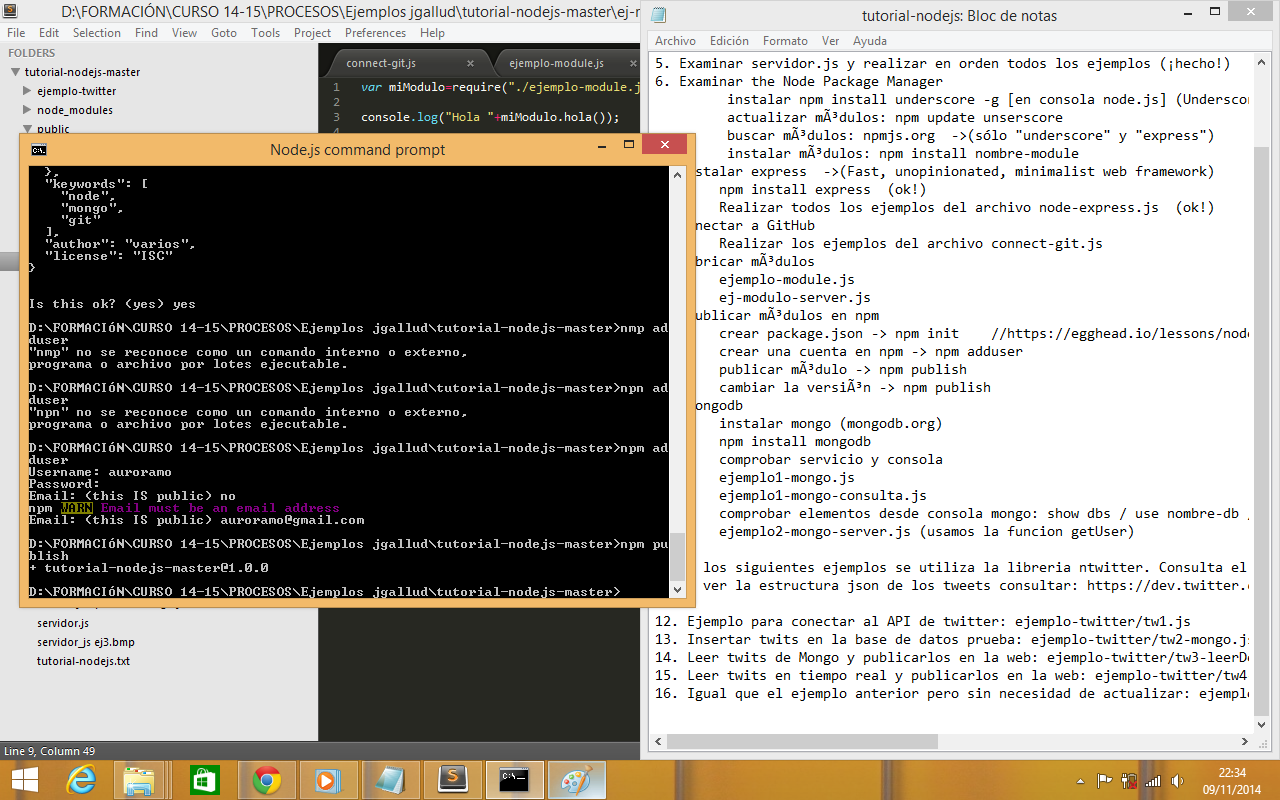 D:\FORMACIÓN\CURSO 14-15\PROCESOS\Ejemplos jgallud\tutorial-nodejs-master\ej-
File Edit Selection Find View Goto Tools Project Preferences Help
FOLDERS
tutorial-nodejs-master
ejemplo-twitter
node_modules
public
connect-git.js
ejemplo-module.js
1 var miModulo=require("./ejemplo-module.j
2
3 console.log("Hola "+miModulo.hola());
4
Node.js command prompt
},
"keywords": [
"node",
"mongo",
"git"
],
"author": "varios",
"license": "ISC"
}
Is this ok? (yes) yes
D:\FORMACIóN\CURSO 14-15\PROCESOS\Ejemplos jgallud\tutorial-nodejs-master>nmp ad
duser
"nmp" no se reconoce como un comando interno o externo,
programa o archivo por lotes ejecutable.
D:\FORMACIóN\CURSO 14-15\PROCESOS\Ejemplos jgallud\tutorial-nodejs-master>npn ad
duser
"npn" no se reconoce como un comando interno o externo,
programa o archivo por lotes ejecutable.
D:\FORMACIóN\CURSO 14-15\PROCESOS\Ejemplos jgallud\tutorial-nodejs-master>npm ad
duser
Username: auroramo
Password:
Email: (this IS public) no
npm WARN Email must be an email address
Email: (this IS public) auroramo@gmail.com
D:\FORMACIóN\CURSO 14-15\PROCESOS\Ejemplos jgallud\tutorial-nodejs-master>npm pu
blish
+ tutorial-nodejs-master@1.0.0
D:\FORMACIóN\CURSO 14-15\PROCESOS\Ejemplos jgallud\tutorial-nodejs-master>
servidor.js
servidor_js ej3.bmp
tutorial-nodejs.txt
Line 9, Column 49
tutorial-nodejs: Bloc de notas
Archivo Edición Formato Ver Ayuda
5. Examinar servidor.js y realizar en orden todos los ejemplos (¡hecho!)
6. Examinar the Node Package Manager
instalar npm install underscore -g [en consola node.js] (Undersco
actualizar mÃ³dulos: npm update unserscore
buscar mÃ³dulos: npmjs.org ->(sólo "underscore" y "express")
instalar mÃ³dulos: npm install nombre-module
stalar express ->(Fast, unopinionated, minimalist web framework)
npm install express (ok!)
Realizar todos los ejemplos del archivo node-express.js (ok!)
nectar a GitHub
Realizar los ejemplos del archivo connect-git.js
bricar mÃ³dulos
ejemplo-module.js
ej-modulo-server.js
ublicar mÃ³dulos en npm
crear package.json -> npm init //https://egghead.io/lessons/nod
crear una cuenta en npm -> npm adduser
publicar mÃ³dulo -> npm publish
cambiar la versiÃ³n -> npm publish
ongodb
instalar mongo (mongodb.org)
npm install mongodb
comprobar servicio y consola
ejemplo1-mongo.js
ejemplo1-mongo-consulta.js
comprobar elementos desde consola mongo: show dbs / use nombre-db
ejemplo2-mongo-server.js (usamos la funcion getUser)
los siguientes ejemplos se utiliza la libreria ntwitter. Consulta el
ver la estructura json de los tweets consultar: https://dev.twitter.
12. Ejemplo para conectar al API de twitter: ejemplo-twitter/tw1.js
13. Insertar twits en la base de datos prueba: ejemplo-twitter/tw2-mongo.js
14. Leer twits de Mongo y publicarlos en la web: ejemplo-twitter/tw3-leerD
15. Leer twits en tiempo real y publicarlos en la web: ejemplo-twitter/tw4
16. Igual que el ejemplo anterior pero sin necesidad de actualizar: ejempl
22:34
09/11/2014